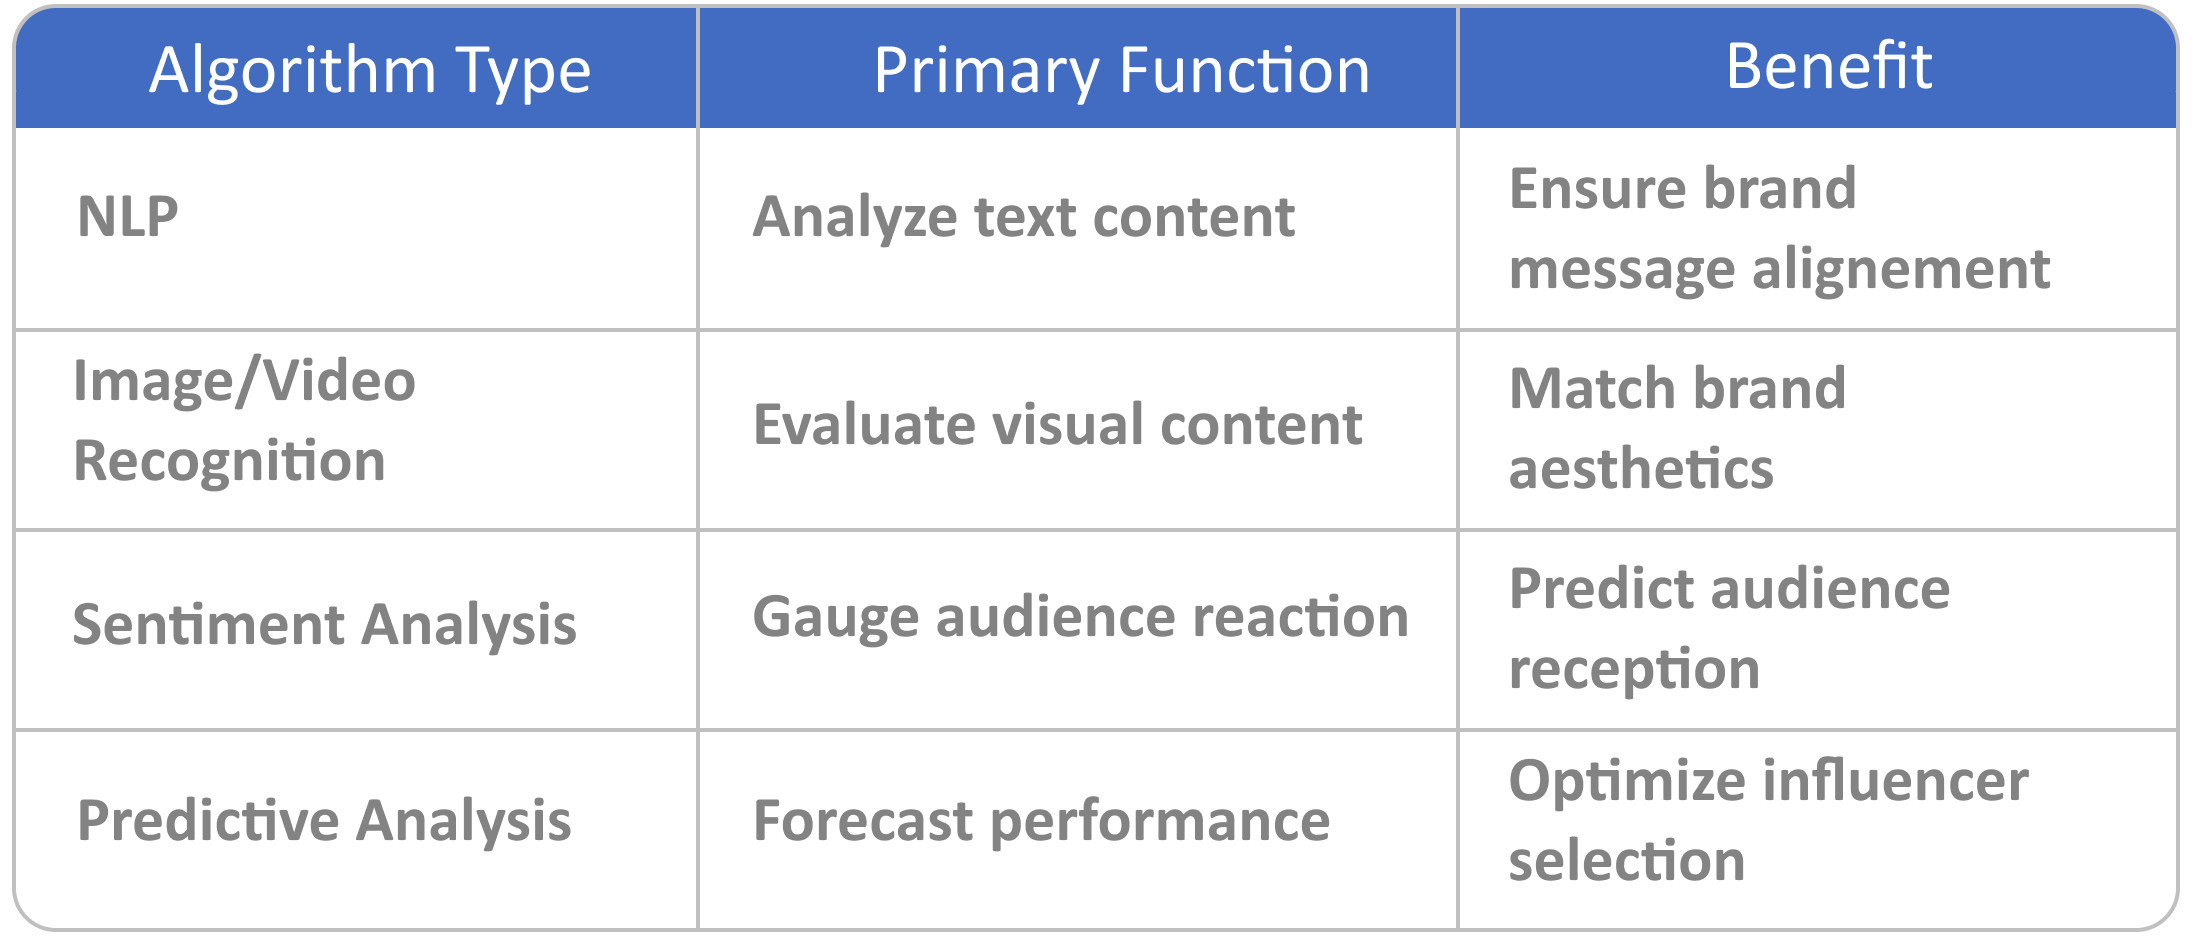 Algorithm Type
Primary Function
Benefit
NLP
Analyze text content
Ensure brand
message alignement
Image/Video
Recognition
Evaluate visual content
Match brand
aesthetics
Sentiment Analysis
Gauge audience reaction
Predict audience
reception
Predictive Analysis
Forecast performance
Optimize influencer
selection